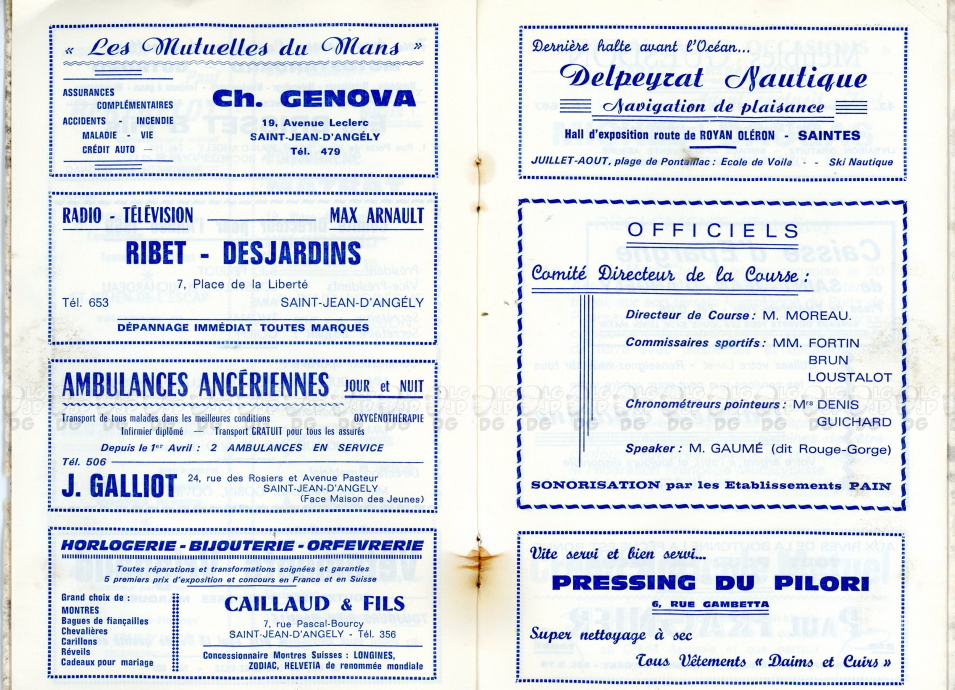 « Les Mutuelles du Mans »
ASSURANCES
COMPLÉMENTAIRES
ACCIDENTS - INCENDIE
MALADIE - VIE
CRÉDIT AUTO
Ch. GENOVA
19, Avenue Leclerc
SAINT-JEAN-D'ANGÉLY
Tél. 479
RADIO - TÉLÉVISION MAX ARNAULT
RIBET - DESJARDINS
7, Place de la Liberté
Tél. 653 SAINT-JEAN-D'ANGÉLY
DÉPANNAGE IMMÉDIAT TOUTES MARQUES
AMBULANCES ANGÉRIENNES JOUR et NUIT
Transport de tous malades dans les meilleures conditions OXYGÉNOTHÉRAPIE
Infirmier diplômé Transport GRATUIT pour tous les assurés
Depuis le 1er Avril : 2 AMBULANCES EN SERVICE
Tél. 506
J. GALLIOT
24, rue des Rosiers et Avenue Pasteur
SAINT-JEAN-D'ANGELY
(Face Maison des Jeunes)
HORLOGERIE - BIJOUTERIE - ORFEVRERIE
Toutes réparations et transformations soignées et garanties
5 premiers prix d'exposition et concours en France et en Suisse
Grand choix de :
MONTRES
Bagues de fiançailles
Chevalières
Carillons
Réveils
Cadeaux pour mariage
CAILLAUD & FILS
7, rue Pascal-Bourcy
SAINT-JEAN-D'ANGELY - Tél. 356
Concessionnaire Montres Suisses : LONGINES,
ZODIAC, HELVETIA de renommée mondiale
Dernière halte avant l'Océan...
Delpeyrat Nautique
Navigation de plaisance
Hall d'exposition route de ROYAN OLÉRON - SAINTES
JUILLET-AOUT, plage de Pontaillac : Ecole de Voile - - Ski Nautique
OFFICIELS
Comité Directeur de la Course :
Directeur de Course : M. MOREAU.
Commissaires sportifs : MM. FORTIN
BRUN
LOUSTALOT
Chronométreurs pointeurs : Mrs DENIS
GUICHARD
Speaker : M. GAUMÉ (dit Rouge-Gorge)
SONORISATION par les Etablissements PAIN
Vite servi et bien servi...
PRESSING DU PILORI
6, RUE GAMBETTA
Super nettoyage à sec
Tous Vêtements « Daims et Cuirs »